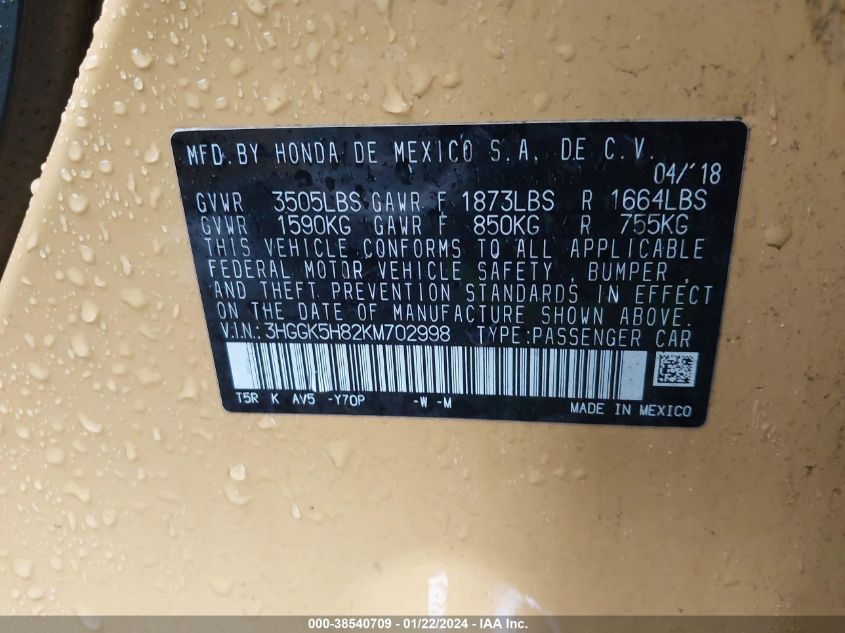 MFD. BY HONDA DE MEXICO S.A. DE C.V.
04/'18
GVWR 3505LBS GAWR F 1873LBS R 1664LBS
GVWR 1590KG GAWR F 850KG R 755KG
THIS VEHICLE CONFORMS TO ALL APPLICABLE
FEDERAL MOTOR VEHICLE SAFETY, BUMPER,
AND THEFT PREVENTION STANDARDS IN EFFECT
ON THE DATE OF MANUFACTURE SHOWN ABOVE.
V.I.N.: 3HGGK5H82KM702998 TYPE:PASSENGER CAR
T5R K AV5 -Y70P -W -M
MADE IN MEXICO
000-38540709 - 01/22/2024 - IAA Inc.